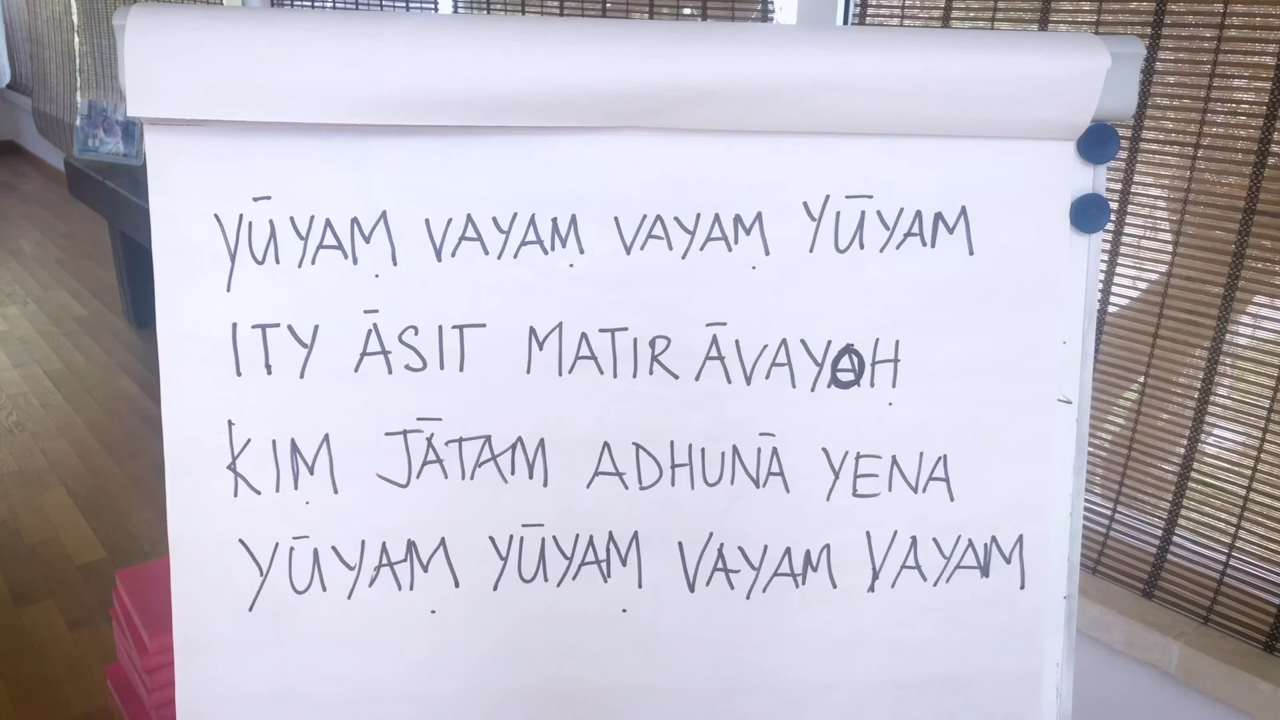 YŪYAṂ VAYAṂ VAYAṂ YŪYAM
ITY ĀSIT MATIR ĀVAYOḤ
KIṂ JĀTAM ADHUNĀ YENA
YŪYAṂ YŪYAṂ VAYAM VAYAM